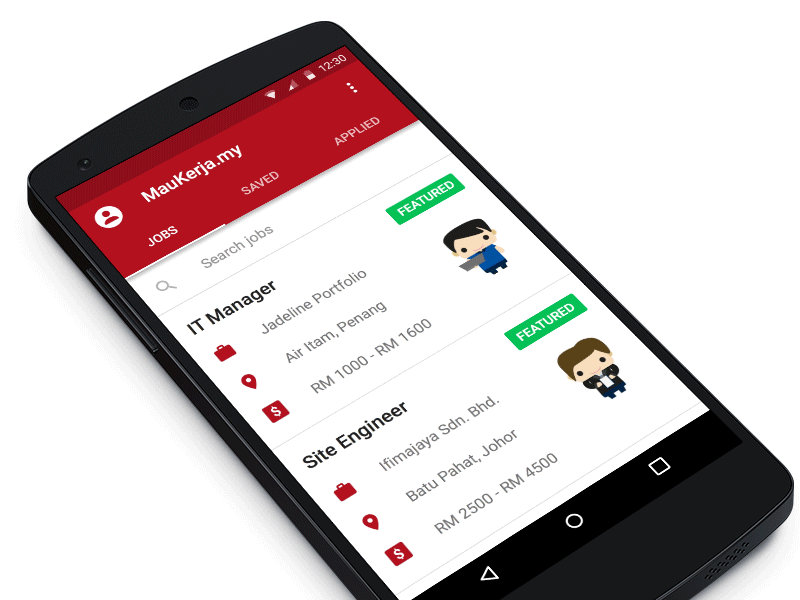 12:30
MauKerja.my
JOBS
SAVED
APPLIED
Search jobs
FEATURED
IT Manager
Jadeline Portfolio
Air Itam, Penang
RM 1000 - RM 1600
FEATURED
Site Engineer
Ifimajaya Sdn. Bhd.
Batu Pahat, Johor
RM 2500 - RM 4500